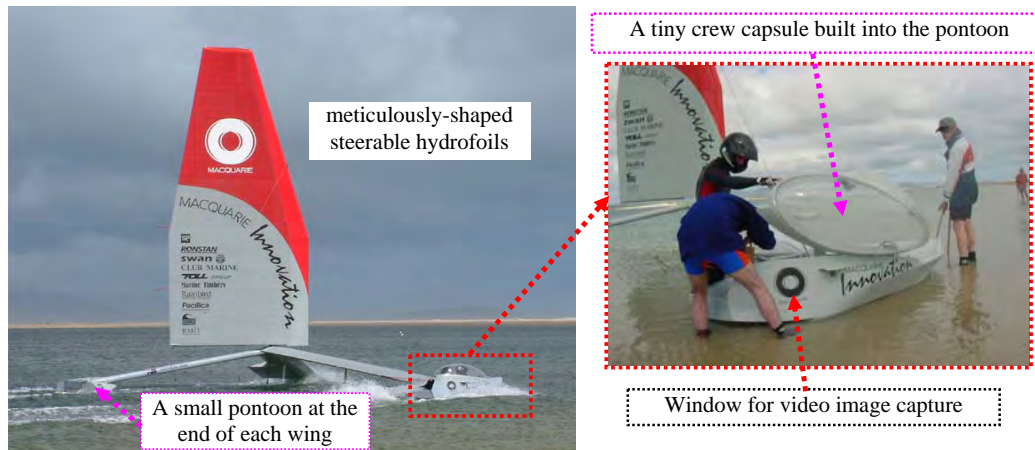 A tiny crew capsule built into the pontoon
meticulously-shaped
steerable hydrofoils
MACQUARIE
MACQUARIE
Innovation
RONSTAN
swan
CLUB MARINE
TOLL
Marine Timbers
Rainbird
Pacifica
RMIT
A small pontoon at the
end of each wing
MACQUARIE
Innovation
MACQUARIE
Innovation
Window for video image capture